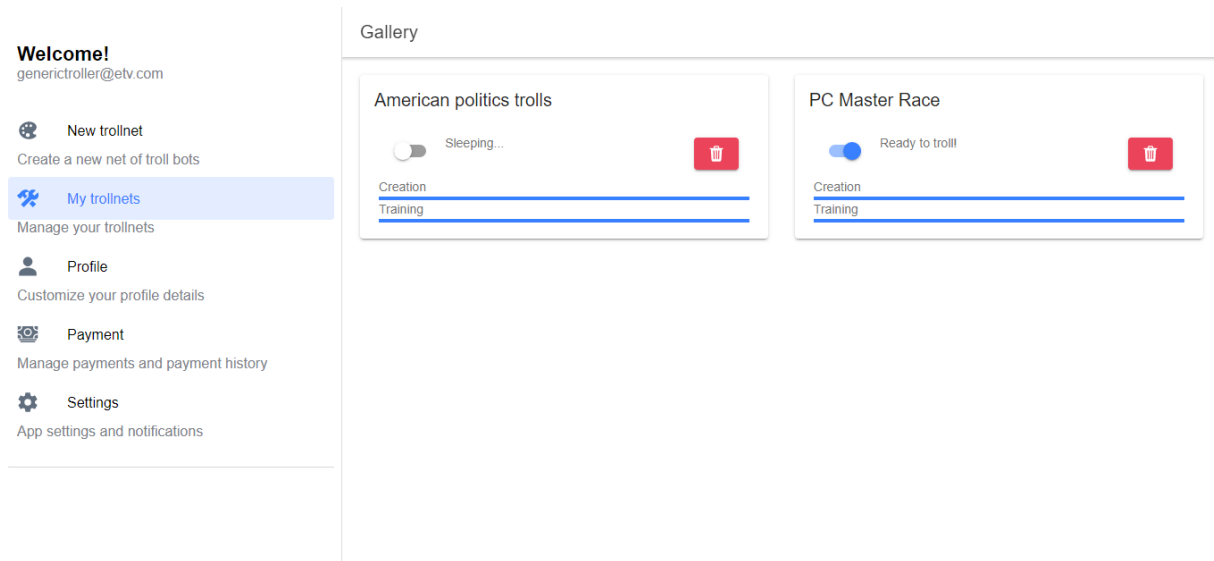 Welcome!
generictroller@etv.com
New trollnet
Create a new net of troll bots
My trollnets
Manage your trollnets
Profile
Customize your profile details
Payment
Manage payments and payment history
Settings
App settings and notifications
Gallery
American politics trolls
Sleeping...
Creation
Training
PC Master Race
Ready to troll!
Creation
Training